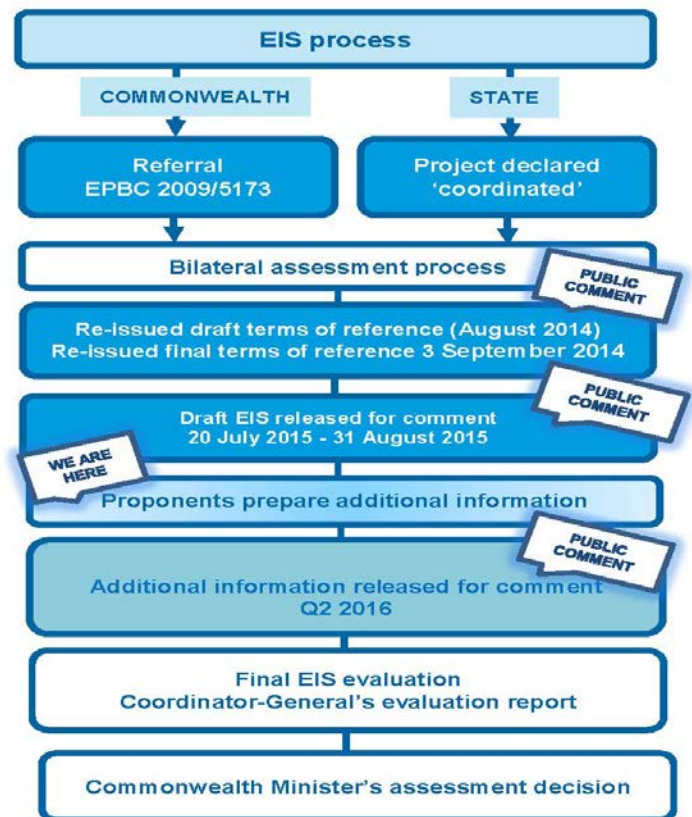 EIS process
COMMONWEALTH
STATE
Referral
EPBC 2009/5173
Project declared
‘coordinated’
Bilateral assessment process
PUBLIC
COMMENT
Re-issued draft terms of reference (August 2014)
Re-issued final terms of reference 3 September 2014
PUBLIC
COMMENT
Draft EIS released for comment
20 July 2015 - 31 August 2015
WE ARE
HERE
Proponents prepare additional information
PUBLIC
COMMENT
Additional information released for comment
Q2 2016
Final EIS evaluation
Coordinator-General’s evaluation report
Commonwealth Minister’s assessment decision